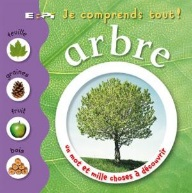 Je comprends tout!
arbre
feuille
graines
fruit
bois
un mot et mille choses à découvrir